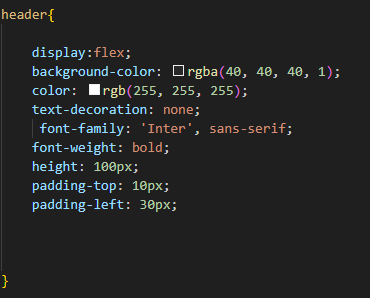 header{
display:flex;
background-color: rgba(40, 40, 40, 1);
color: rgb(255, 255, 255);
text-decoration: none;
font-family: 'Inter', sans-serif;
font-weight: bold;
height: 100px;
padding-top: 10px;
padding-left: 30px;
}